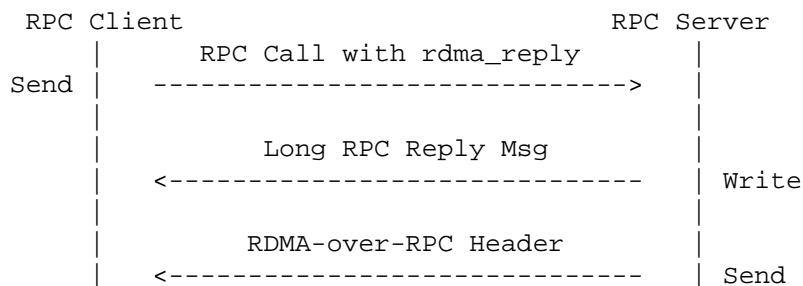 RPC Client RPC Server
RPC Call with rdma_reply
Send
Long RPC Reply Msg
Write
RDMA-over-RPC Header
Send